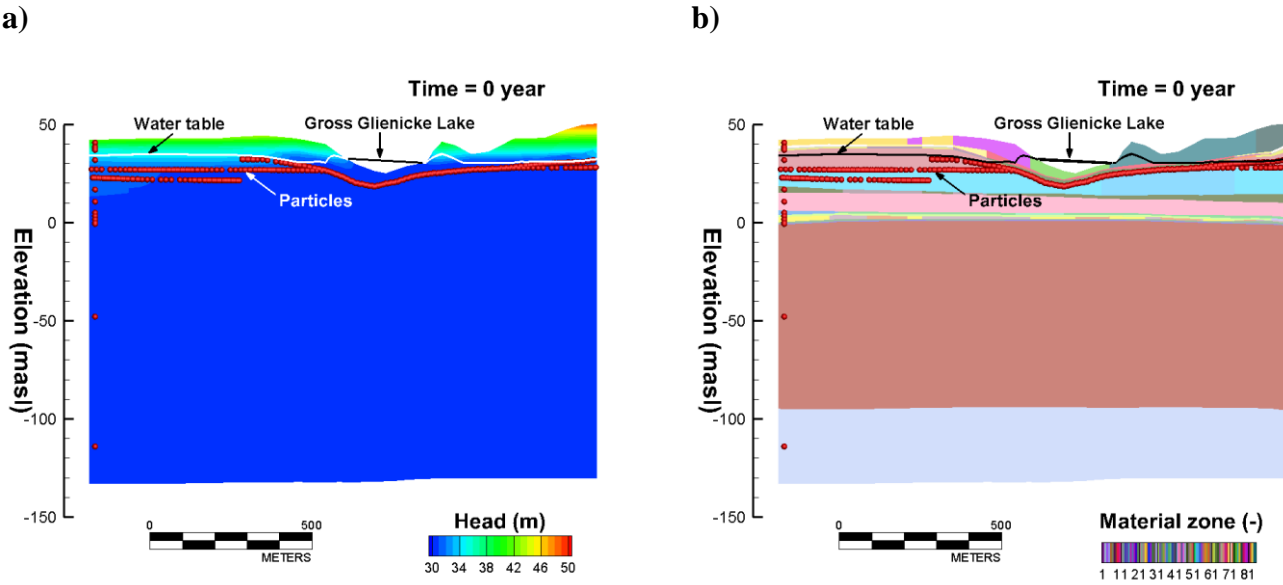 a)
Time = 0 year
Water table
Gross Glienicke Lake
Particles
Elevation (masl)
50
0
-50
-100
-150
0 500
METERS
Head (m)
30 34 38 42 46 50
b)
Time = 0 year
Water table
Gross Glienicke Lake
Particles
Elevation (masl)
50
0
-50
-100
-150
0 500
METERS
Material zone (-)
1 11 21 31 41 51 61 71 81